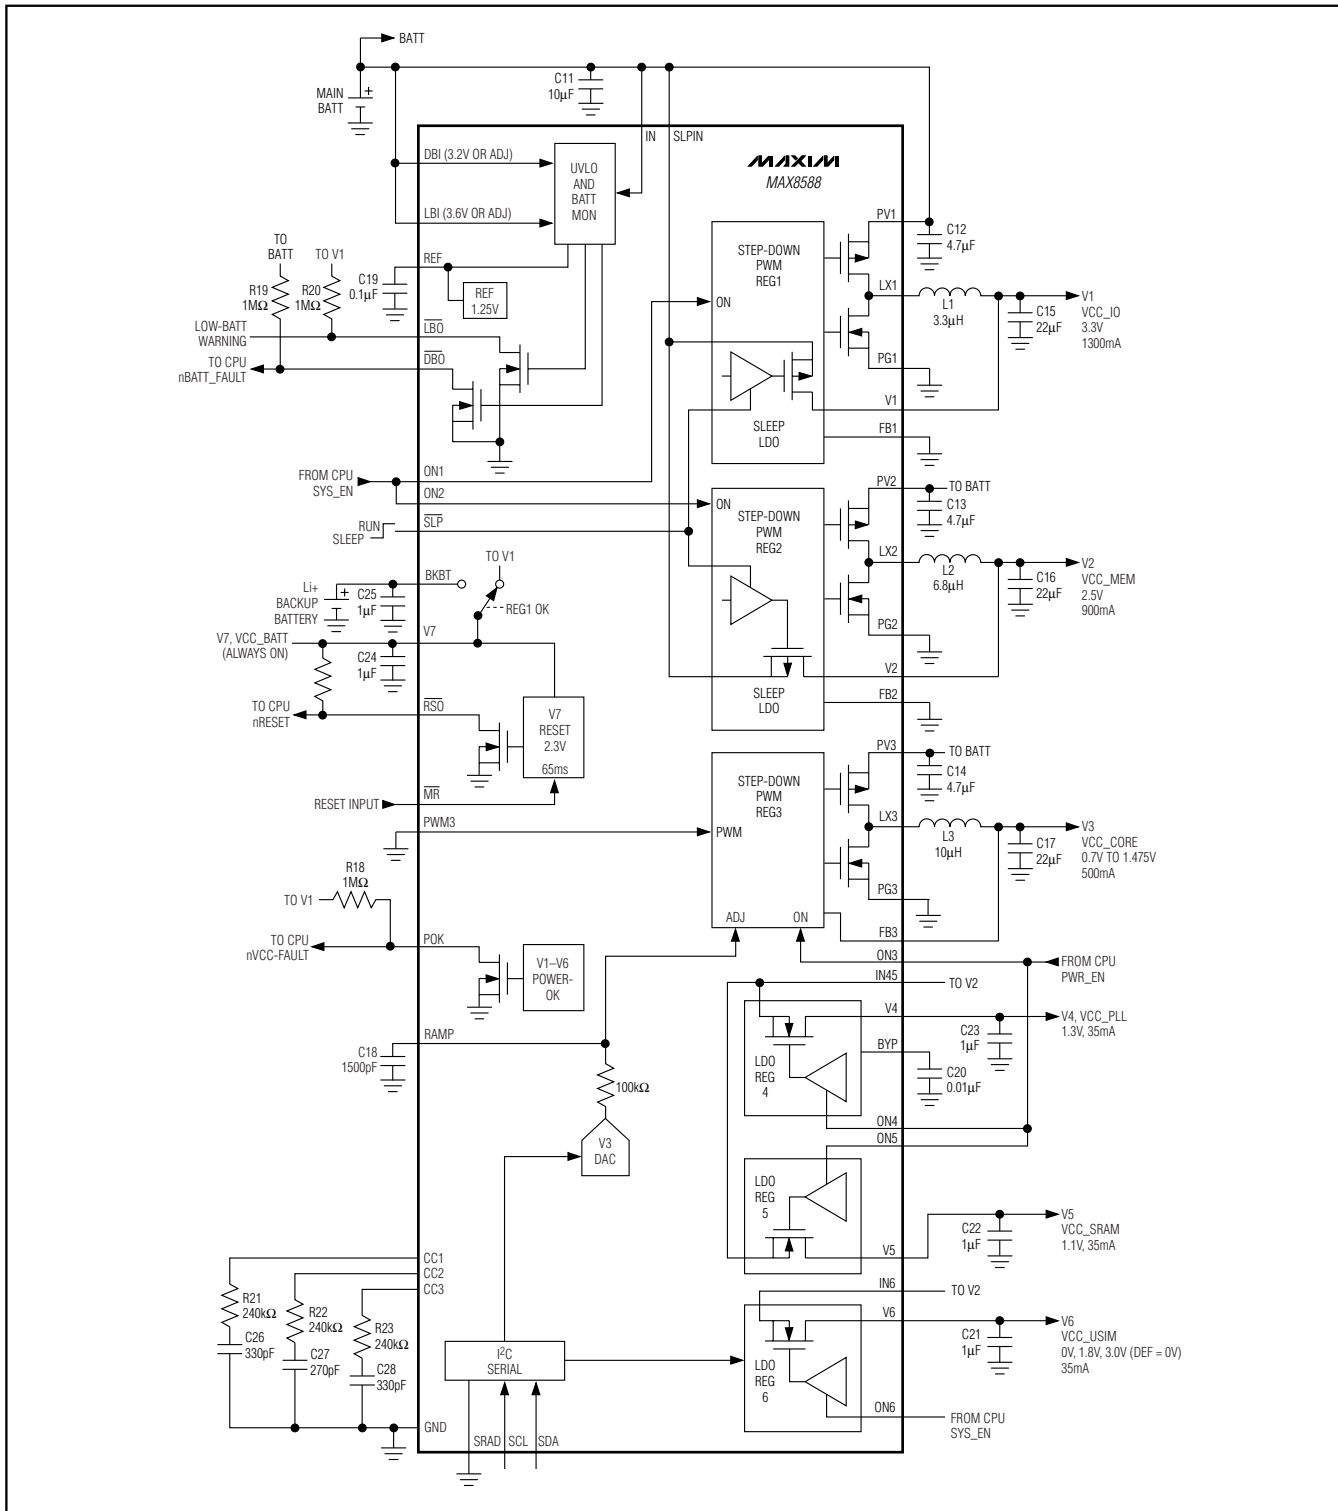 BATT
MAIN
BATT
C11
10µF
IN
SLPIN
MAXIM
MAX8588
DBI (3.2V OR ADJ)
LBI (3.6V OR ADJ)
UVLO
AND
BATT
MON
REF
REF
1.25V
TO
BATT
TO V1
R19
1MΩ
R20
1MΩ
C19
0.1µF
LOW-BATT
WARNING
LBO
TO CPU
nBATT_FAULT
DBO
STEP-DOWN
PWM
REG1
ON
SLEEP
LDO
PV1
C12
4.7µF
LX1
L1
3.3µH
C15
22µF
V1
VCC_IO
3.3V
1300mA
PG1
V1
FB1
FROM CPU
SYS_EN
ON1
ON2
RUN
SLEEP
SLP
ON
STEP-DOWN
PWM
REG2
SLEEP
LDO
PV2
TO BATT
C13
4.7µF
LX2
L2
6.8µH
C16
22µF
V2
VCC_MEM
2.5V
900mA
PG2
V2
FB2
TO V1
BKBT
Li+
BACKUP
BATTERY
C25
1µF
REG1 OK
V7, VCC_BATT
(ALWAYS ON)
V7
C24
1µF
TO CPU
nRESET
RSO
V7
RESET
2.3V
65ms
RESET INPUT
MR
PWM3
STEP-DOWN
PWM
REG3
PWM
ADJ
ON
PV3
TO BATT
C14
4.7µF
LX3
L3
10µH
C17
22µF
V3
VCC_CORE
0.7V TO 1.475V
500mA
PG3
FB3
R18
1MΩ
TO V1
TO CPU
nVCC-FAULT
POK
V1–V6
POWER-
OK
ON3
FROM CPU
PWR_EN
IN45
TO V2
RAMP
C18
1500pF
100kΩ
V3
DAC
LDO
REG
4
V4
V4, VCC_PLL
1.3V, 35mA
C23
1µF
BYP
C20
0.01µF
ON4
ON5
LDO
REG
5
V5
C22
1µF
V5
VCC_SRAM
1.1V, 35mA
CC1
CC2
CC3
R21
240kΩ
C26
330pF
R22
240kΩ
C27
270pF
R23
240kΩ
C28
330pF
GND
I2C
SERIAL
SRAD
SCL
SDA
IN6
TO V2
LDO
REG
6
V6
C21
1µF
V6
VCC_USIM
0V, 1.8V, 3.0V (DEF = 0V)
35mA
ON6
FROM CPU
SYS_EN